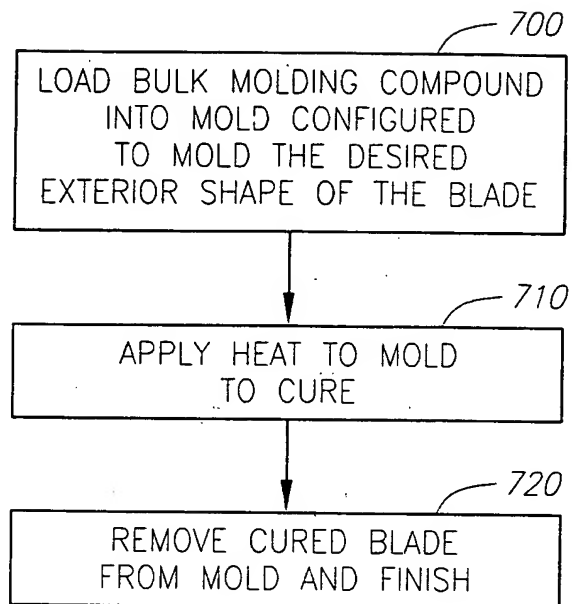 700
LOAD BULK MOLDING COMPOUND
INTO MOLD CONFIGURED
TO MOLD THE DESIRED
EXTERIOR SHAPE OF THE BLADE
710
APPLY HEAT TO MOLD
TO CURE
720
REMOVE CURED BLADE
FROM MOLD AND FINISH